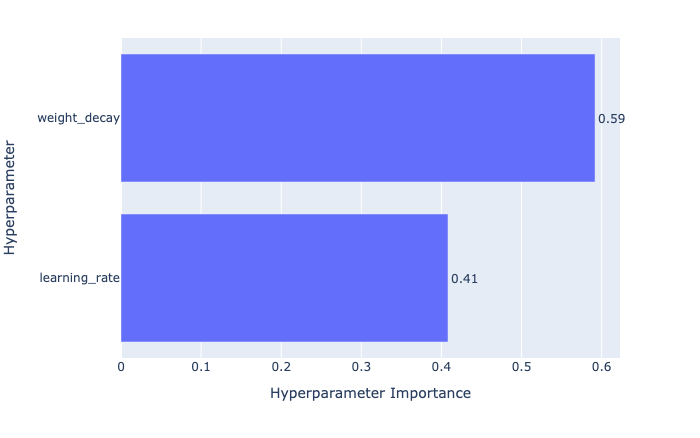 Hyperparameter
weight_decay
0.59
learning_rate
0.41
0 0.1 0.2 0.3 0.4 0.5 0.6
Hyperparameter Importance